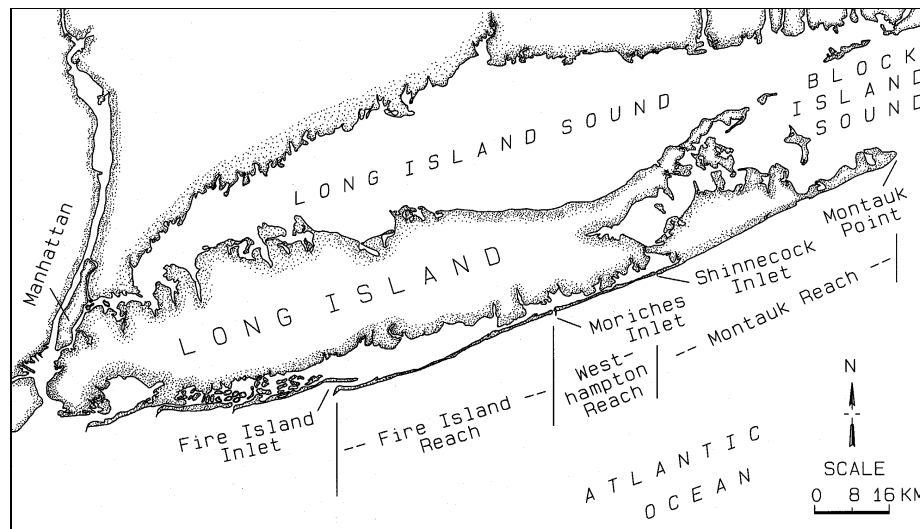 BLOCK
ISLAND
SOUND
LONG ISLAND SOUND
Manhattan
LONG ISLAND
Montauk
Point
Shinnecock
Inlet
Moriches
Inlet
-- Montauk Reach --
West-
hampton
Reach
Fire Island
Inlet
-- Fire Island --
Reach
ATLANTIC
OCEAN
N
SCALE
0 8 16 KM